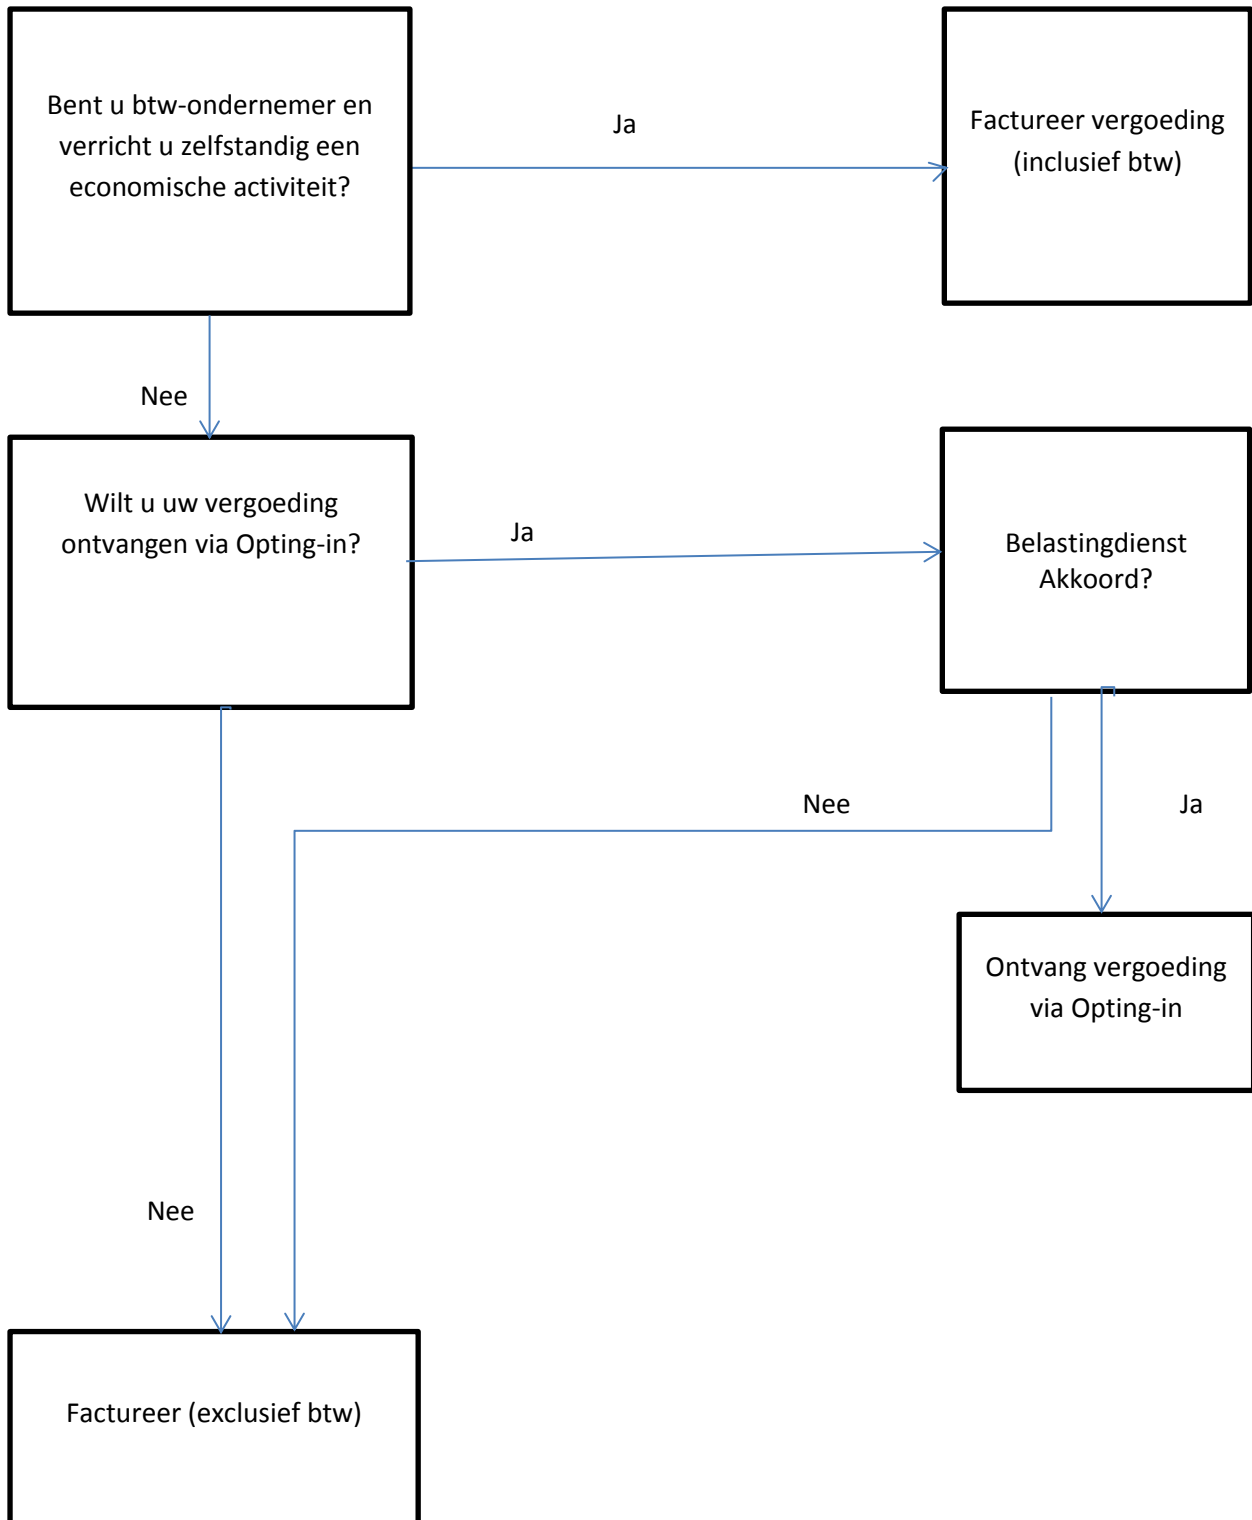 Bent u btw-ondernemer en
verricht u zelfstandig een
economische activiteit?
Ja
Factureer vergoeding
(inclusief btw)
Nee
Wilt u uw vergoeding
ontvangen via Opting-in?
Ja
Belastingdienst
Akkoord?
Nee
Ja
Ontvang vergoeding
via Opting-in
Nee
Factureer (exclusief btw)